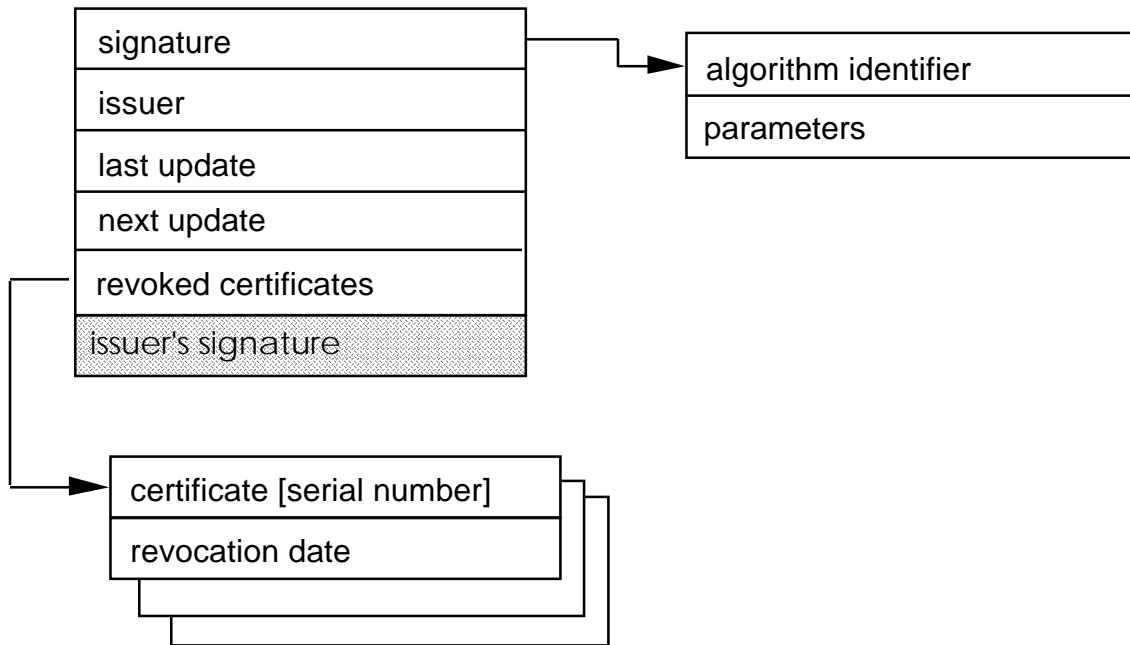 signature
issuer
last update
next update
revoked certificates
issuer's signature
algorithm identifier
parameters
certificate [serial number]
revocation date